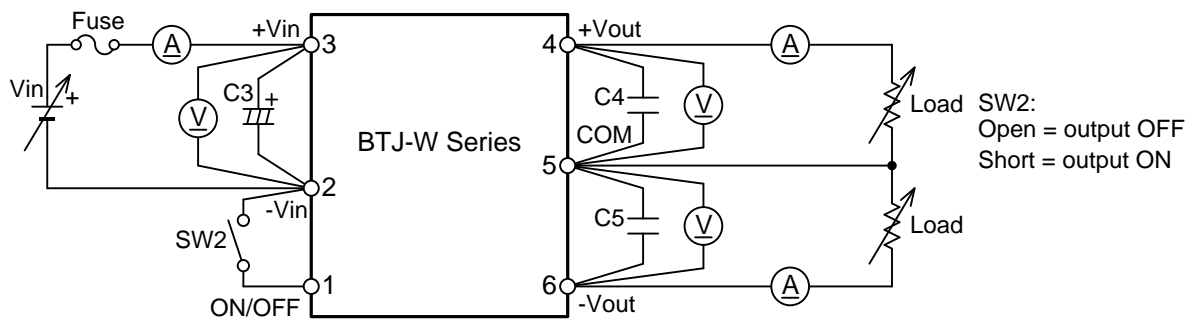 Fuse
A
+Vin
3
4
+Vout
A
Vin
+
C3
+
V
C4
V
Load
SW2:
Open = output OFF
Short = output ON
BTJ-W Series
COM
5
2
-Vin
SW2
C5
V
Load
1
ON/OFF
6
-Vout
A